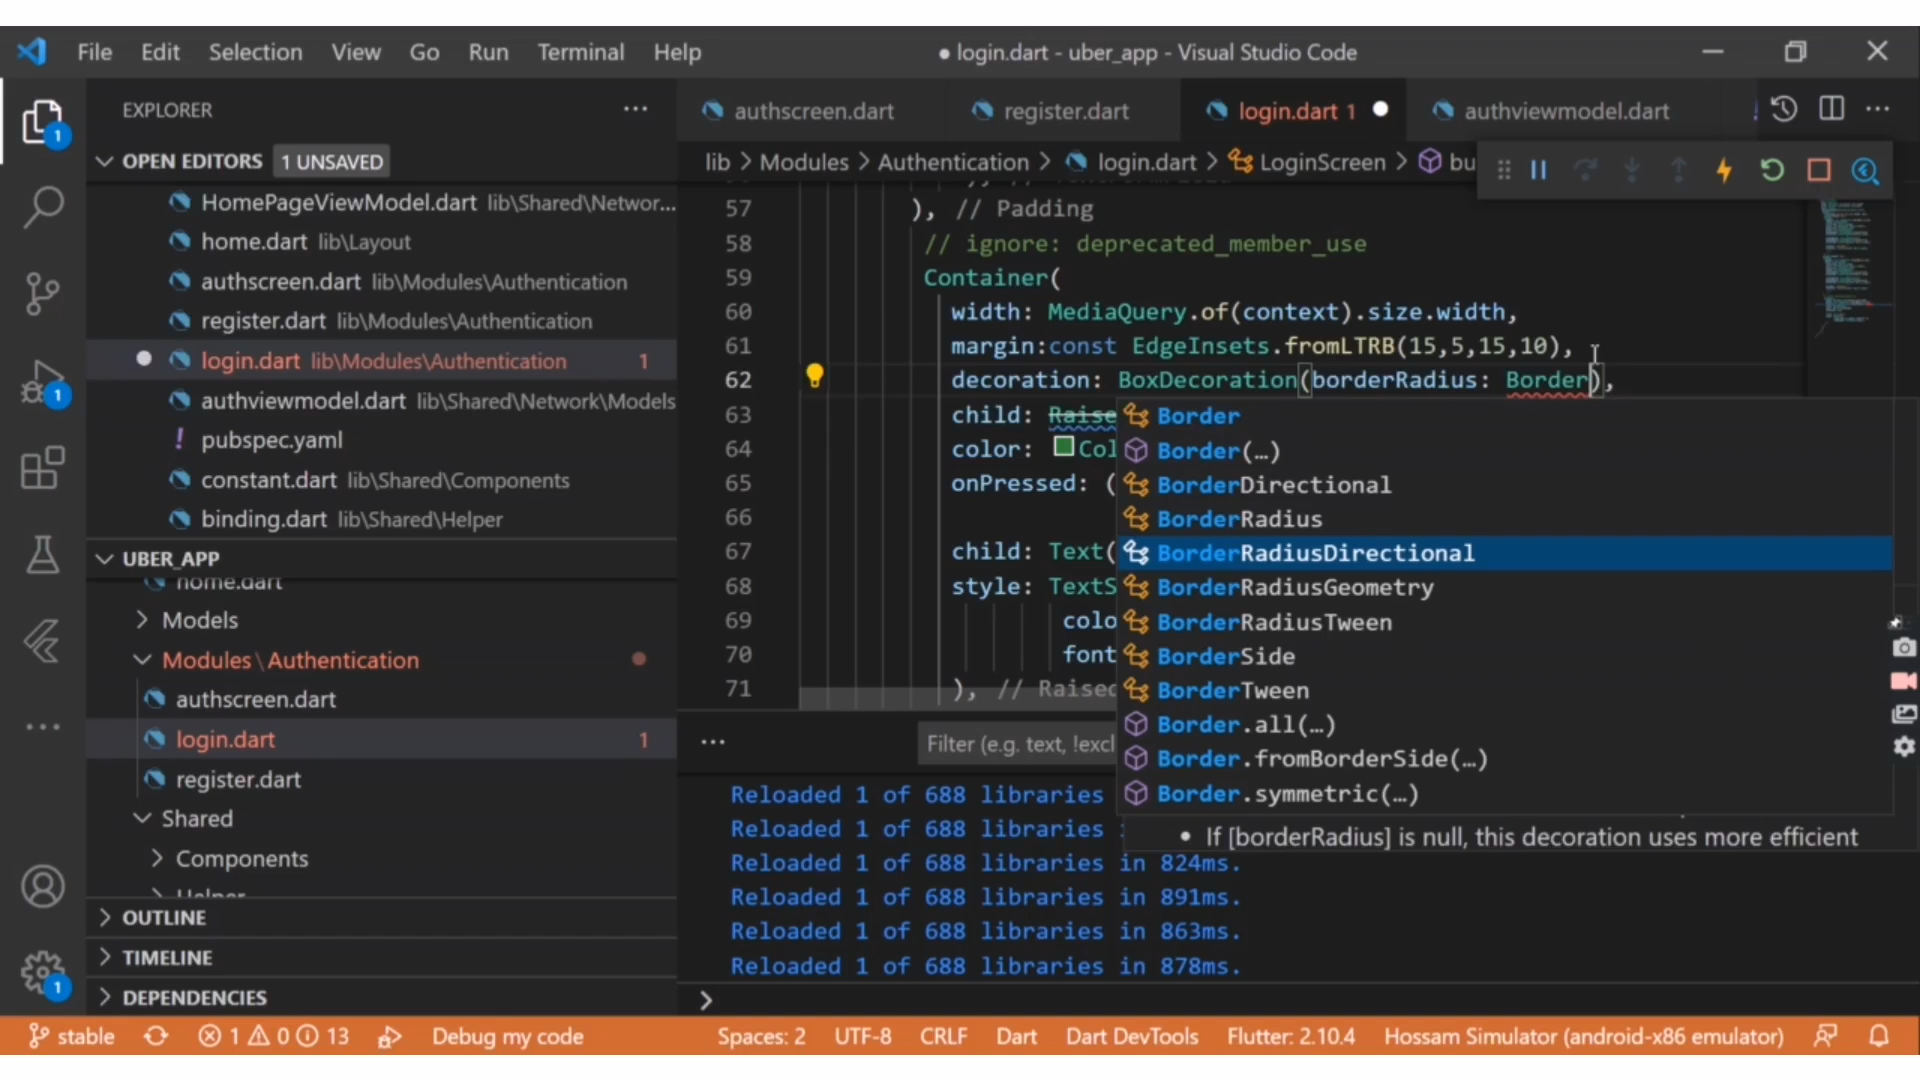 File Edit Selection View Go Run Terminal Help
● login.dart - uber_app - Visual Studio Code
EXPLORER
authscreen.dart
register.dart
login.dart 1
authviewmodel.dart
OPEN EDITORS 1 UNSAVED
lib > Modules > Authentication > login.dart > LoginScreen > bu
HomePageViewModel.dart lib\Shared\Networ...
home.dart lib\Layout
authscreen.dart lib\Modules\Authentication
register.dart lib\Modules\Authentication
login.dart lib\Modules\Authentication 1
authviewmodel.dart lib\Shared\Network\Models
! pubspec.yaml
constant.dart lib\Shared\Components
binding.dart lib\Shared\Helper
UBER_APP
home.dart
Models
Modules\Authentication
authscreen.dart
login.dart 1
register.dart
Shared
Components
Helper
OUTLINE
TIMELINE
DEPENDENCIES
57 ), // Padding
58 // ignore: deprecated_member_use
59 Container(
60 width: MediaQuery.of(context).size.width,
61 margin:const EdgeInsets.fromLTRB(15,5,15,10),
62 decoration: BoxDecoration(borderRadius: Border),
63 child: Raise
64 color: Col
65 onPressed: (
66
67 child: Text(
68 style: TextS
69 colo
70 font
71 ), // Raised
Border
Border(…)
BorderDirectional
BorderRadius
BorderRadiusDirectional
BorderRadiusGeometry
BorderRadiusTween
BorderSide
BorderTween
Border.all(…)
Border.fromBorderSide(…)
Border.symmetric(…)
• If [borderRadius] is null, this decoration uses more efficient
Filter (e.g. text, !excl
Reloaded 1 of 688 libraries
Reloaded 1 of 688 libraries
Reloaded 1 of 688 libraries in 824ms.
Reloaded 1 of 688 libraries in 891ms.
Reloaded 1 of 688 libraries in 863ms.
Reloaded 1 of 688 libraries in 878ms.
stable 1 0 13 Debug my code Spaces: 2 UTF-8 CRLF Dart Dart DevTools Flutter: 2.10.4 Hossam Simulator (android-x86 emulator)